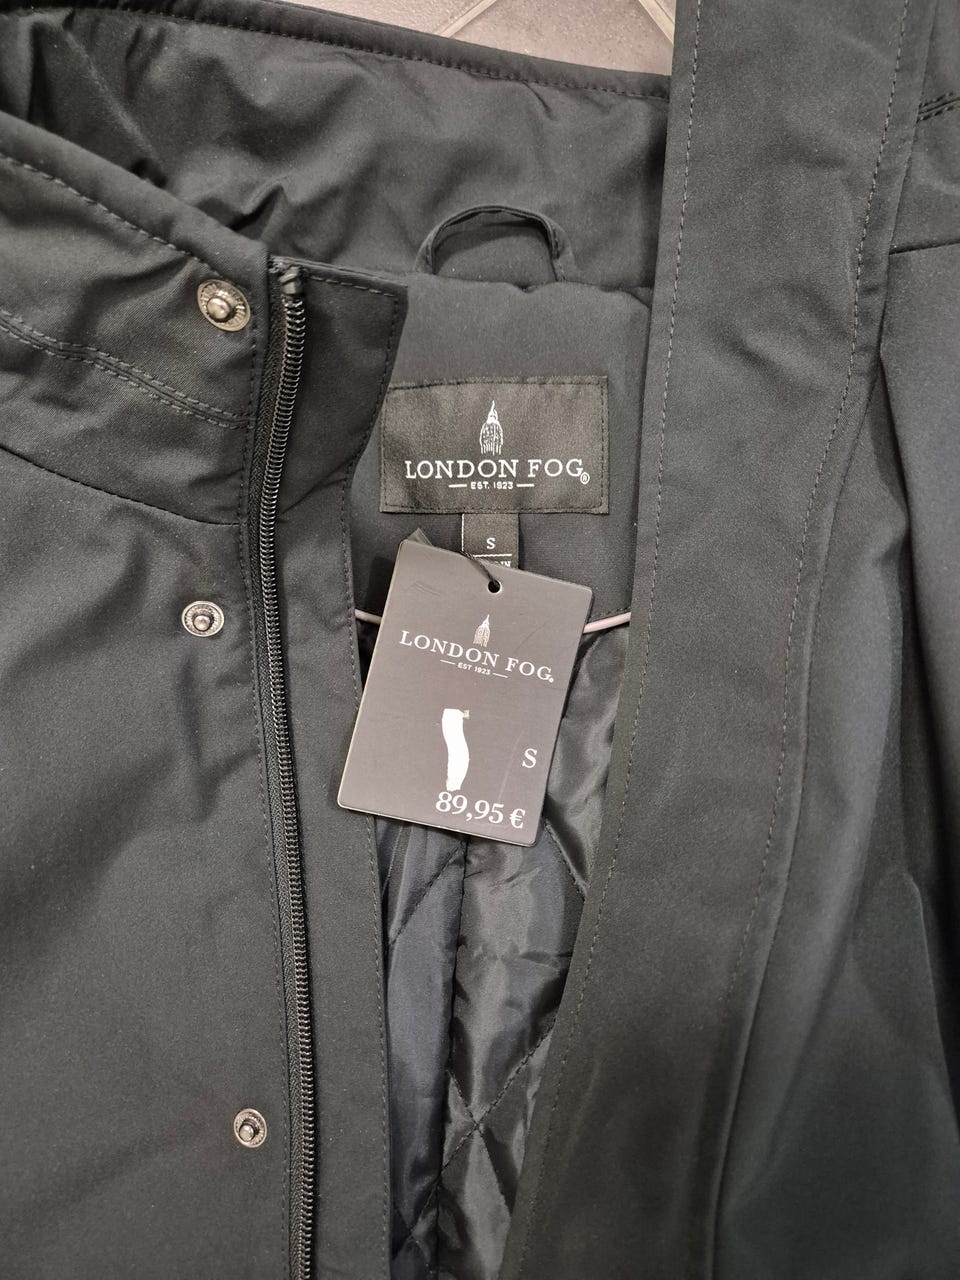 LONDON FOG®
EST. 1923
S
LONDON FOG®
EST 1923
S
89,95 €